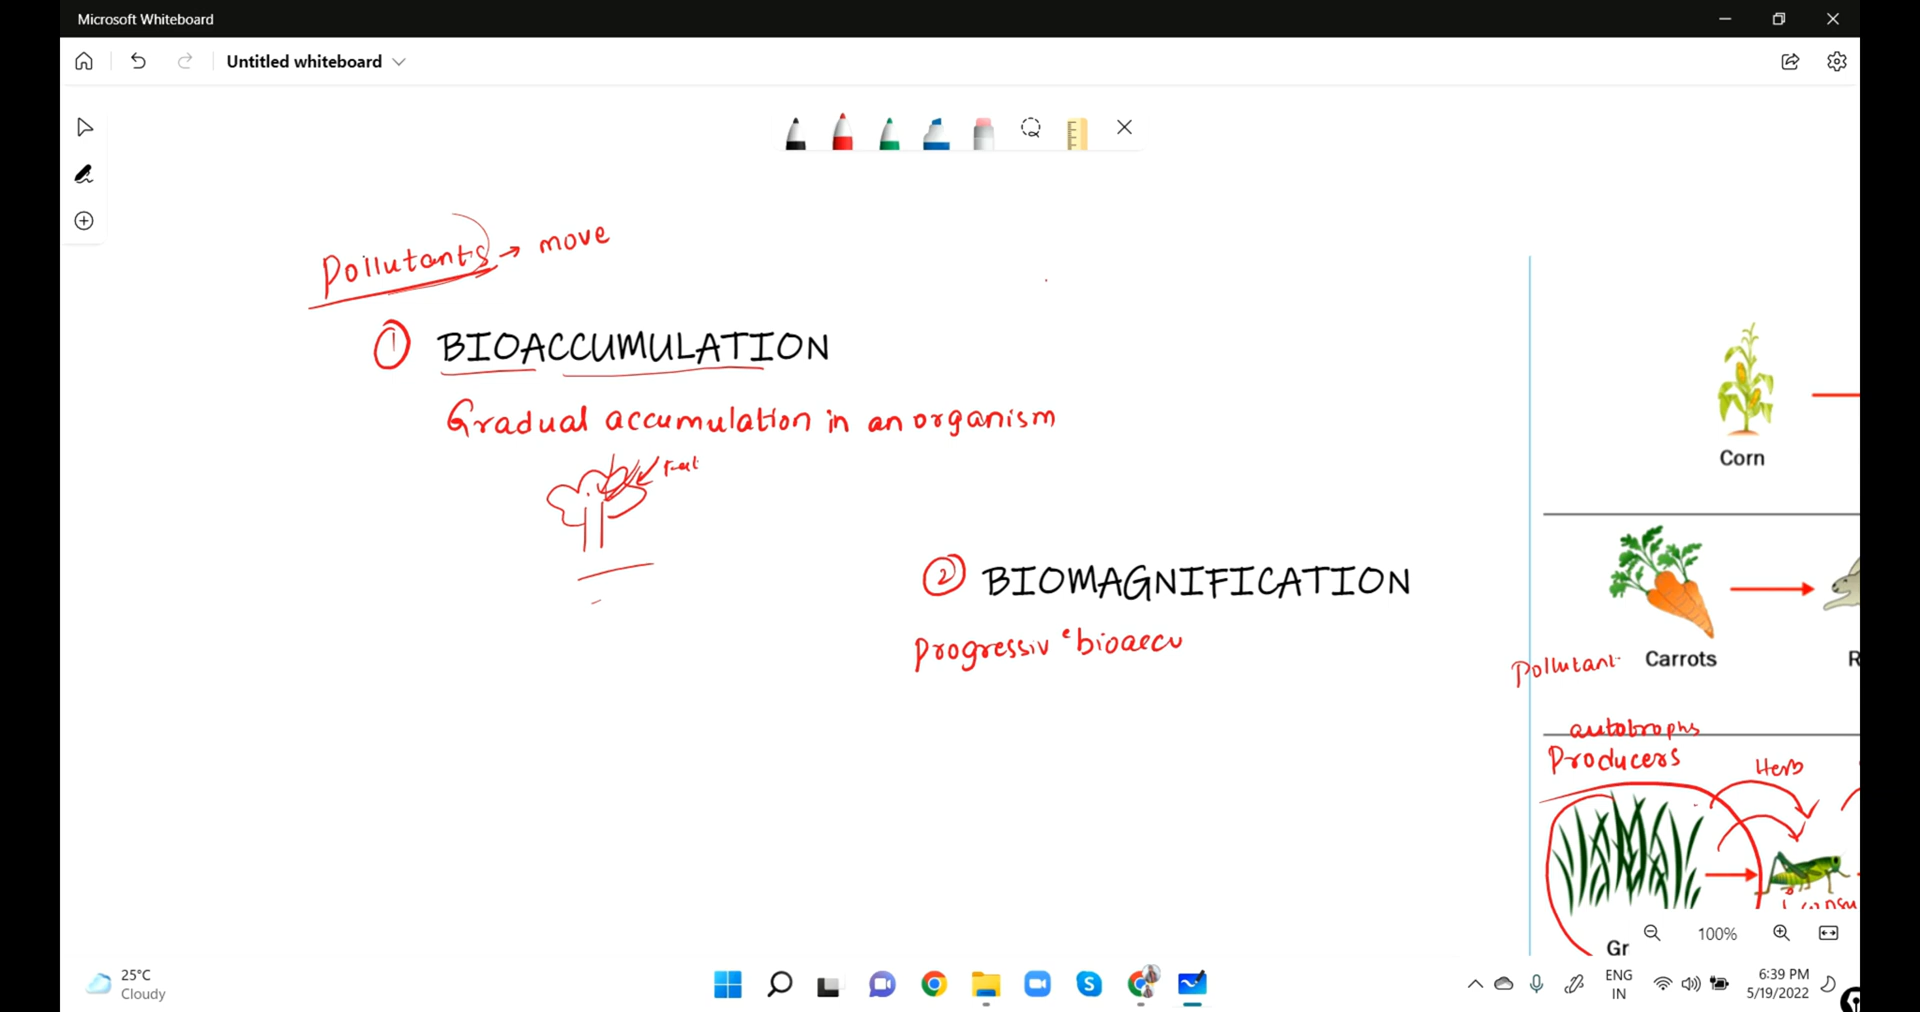 Microsoft Whiteboard
Untitled whiteboard
Pollutants → move
① BIOACCUMULATION
Gradual accumulation in an organism
② BIOMAGNIFICATION
Progressive bioaccu
Corn
Carrots
R
Pollutant
autotrophs
Producers
Herb
Gr
100%
25°C
Cloudy
ENG
IN
6:39 PM
5/19/2022